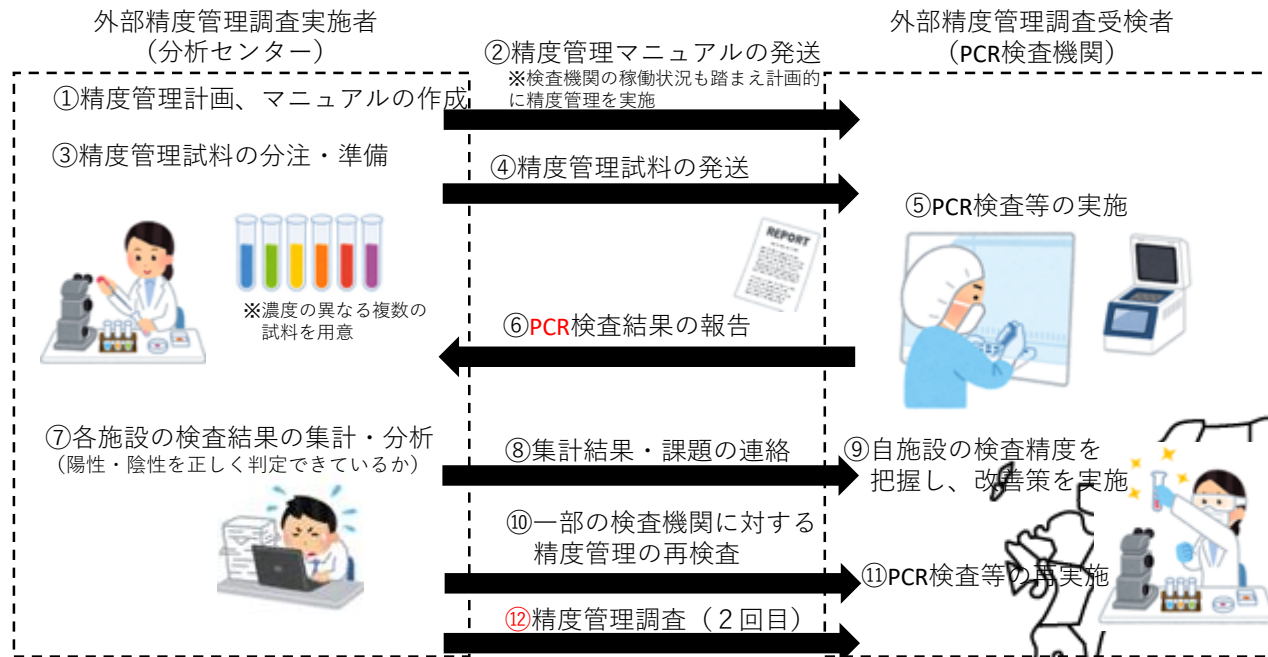 外部精度管理調査実施者
（分析センター）
外部精度管理調査受検者
（PCR検査機関）
②精度管理マニュアルの発送
※検査機関の稼働状況も踏まえ計画的
に精度管理を実施
①精度管理計画、マニュアルの作成
③精度管理試料の分注・準備
④精度管理試料の発送
⑤PCR検査等の実施
REPORT
※濃度の異なる複数の
試料を用意
⑥PCR検査結果の報告
⑦各施設の検査結果の集計・分析
（陽性・陰性を正しく判定できているか）
⑧集計結果・課題の連絡
⑨自施設の検査精度を
把握し、改善策を実施
⑩一部の検査機関に対する
精度管理の再検査
⑪PCR検査等の再実施
⑫精度管理調査（２回目）